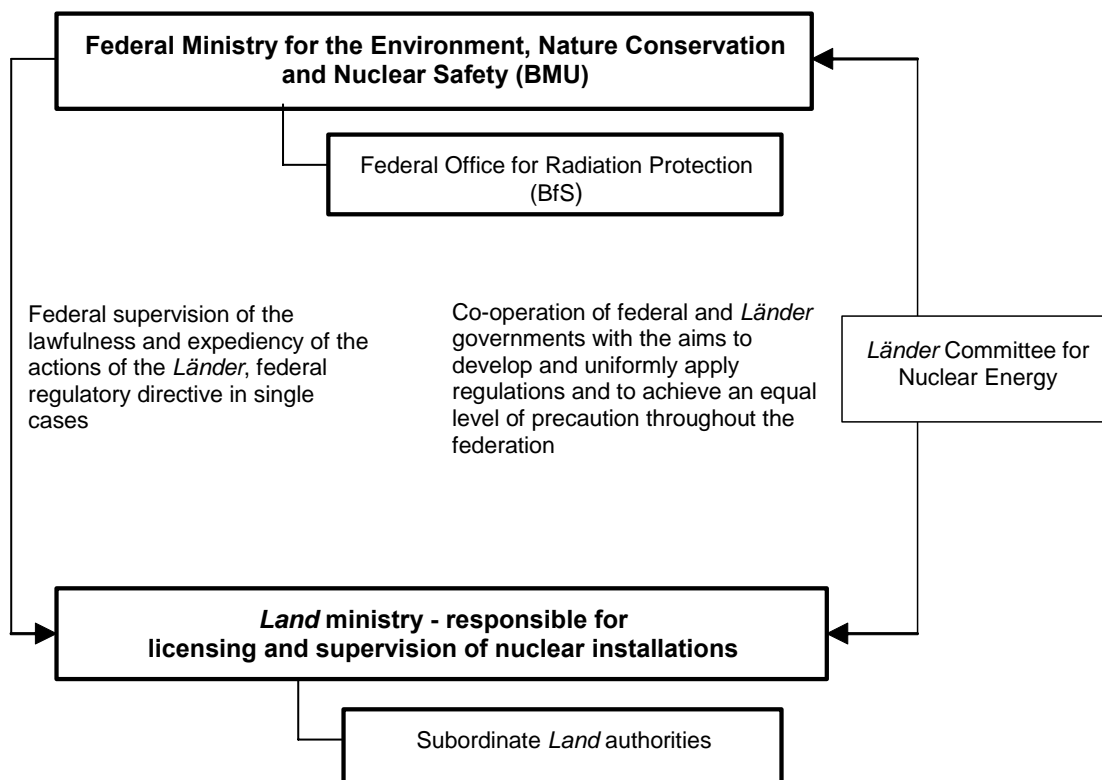 Federal Ministry for the Environment, Nature Conservation
and Nuclear Safety (BMU)
Federal Office for Radiation Protection
(BfS)
Federal supervision of the
lawfulness and expediency of the
actions of the Länder, federal
regulatory directive in single
cases
Co-operation of federal and Länder
governments with the aims to
develop and uniformly apply
regulations and to achieve an equal
level of precaution throughout the
federation
Länder Committee for
Nuclear Energy
Land ministry - responsible for
licensing and supervision of nuclear installations
Subordinate Land authorities